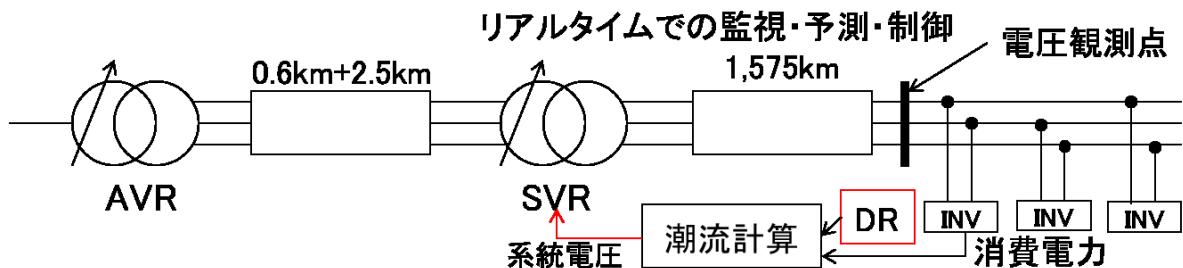 リアルタイムでの監視・予測・制御
電圧観測点
0.6km+2.5km
1,575km
AVR
SVR
系統電圧
潮流計算
DR
INV
INV
INV
消費電力